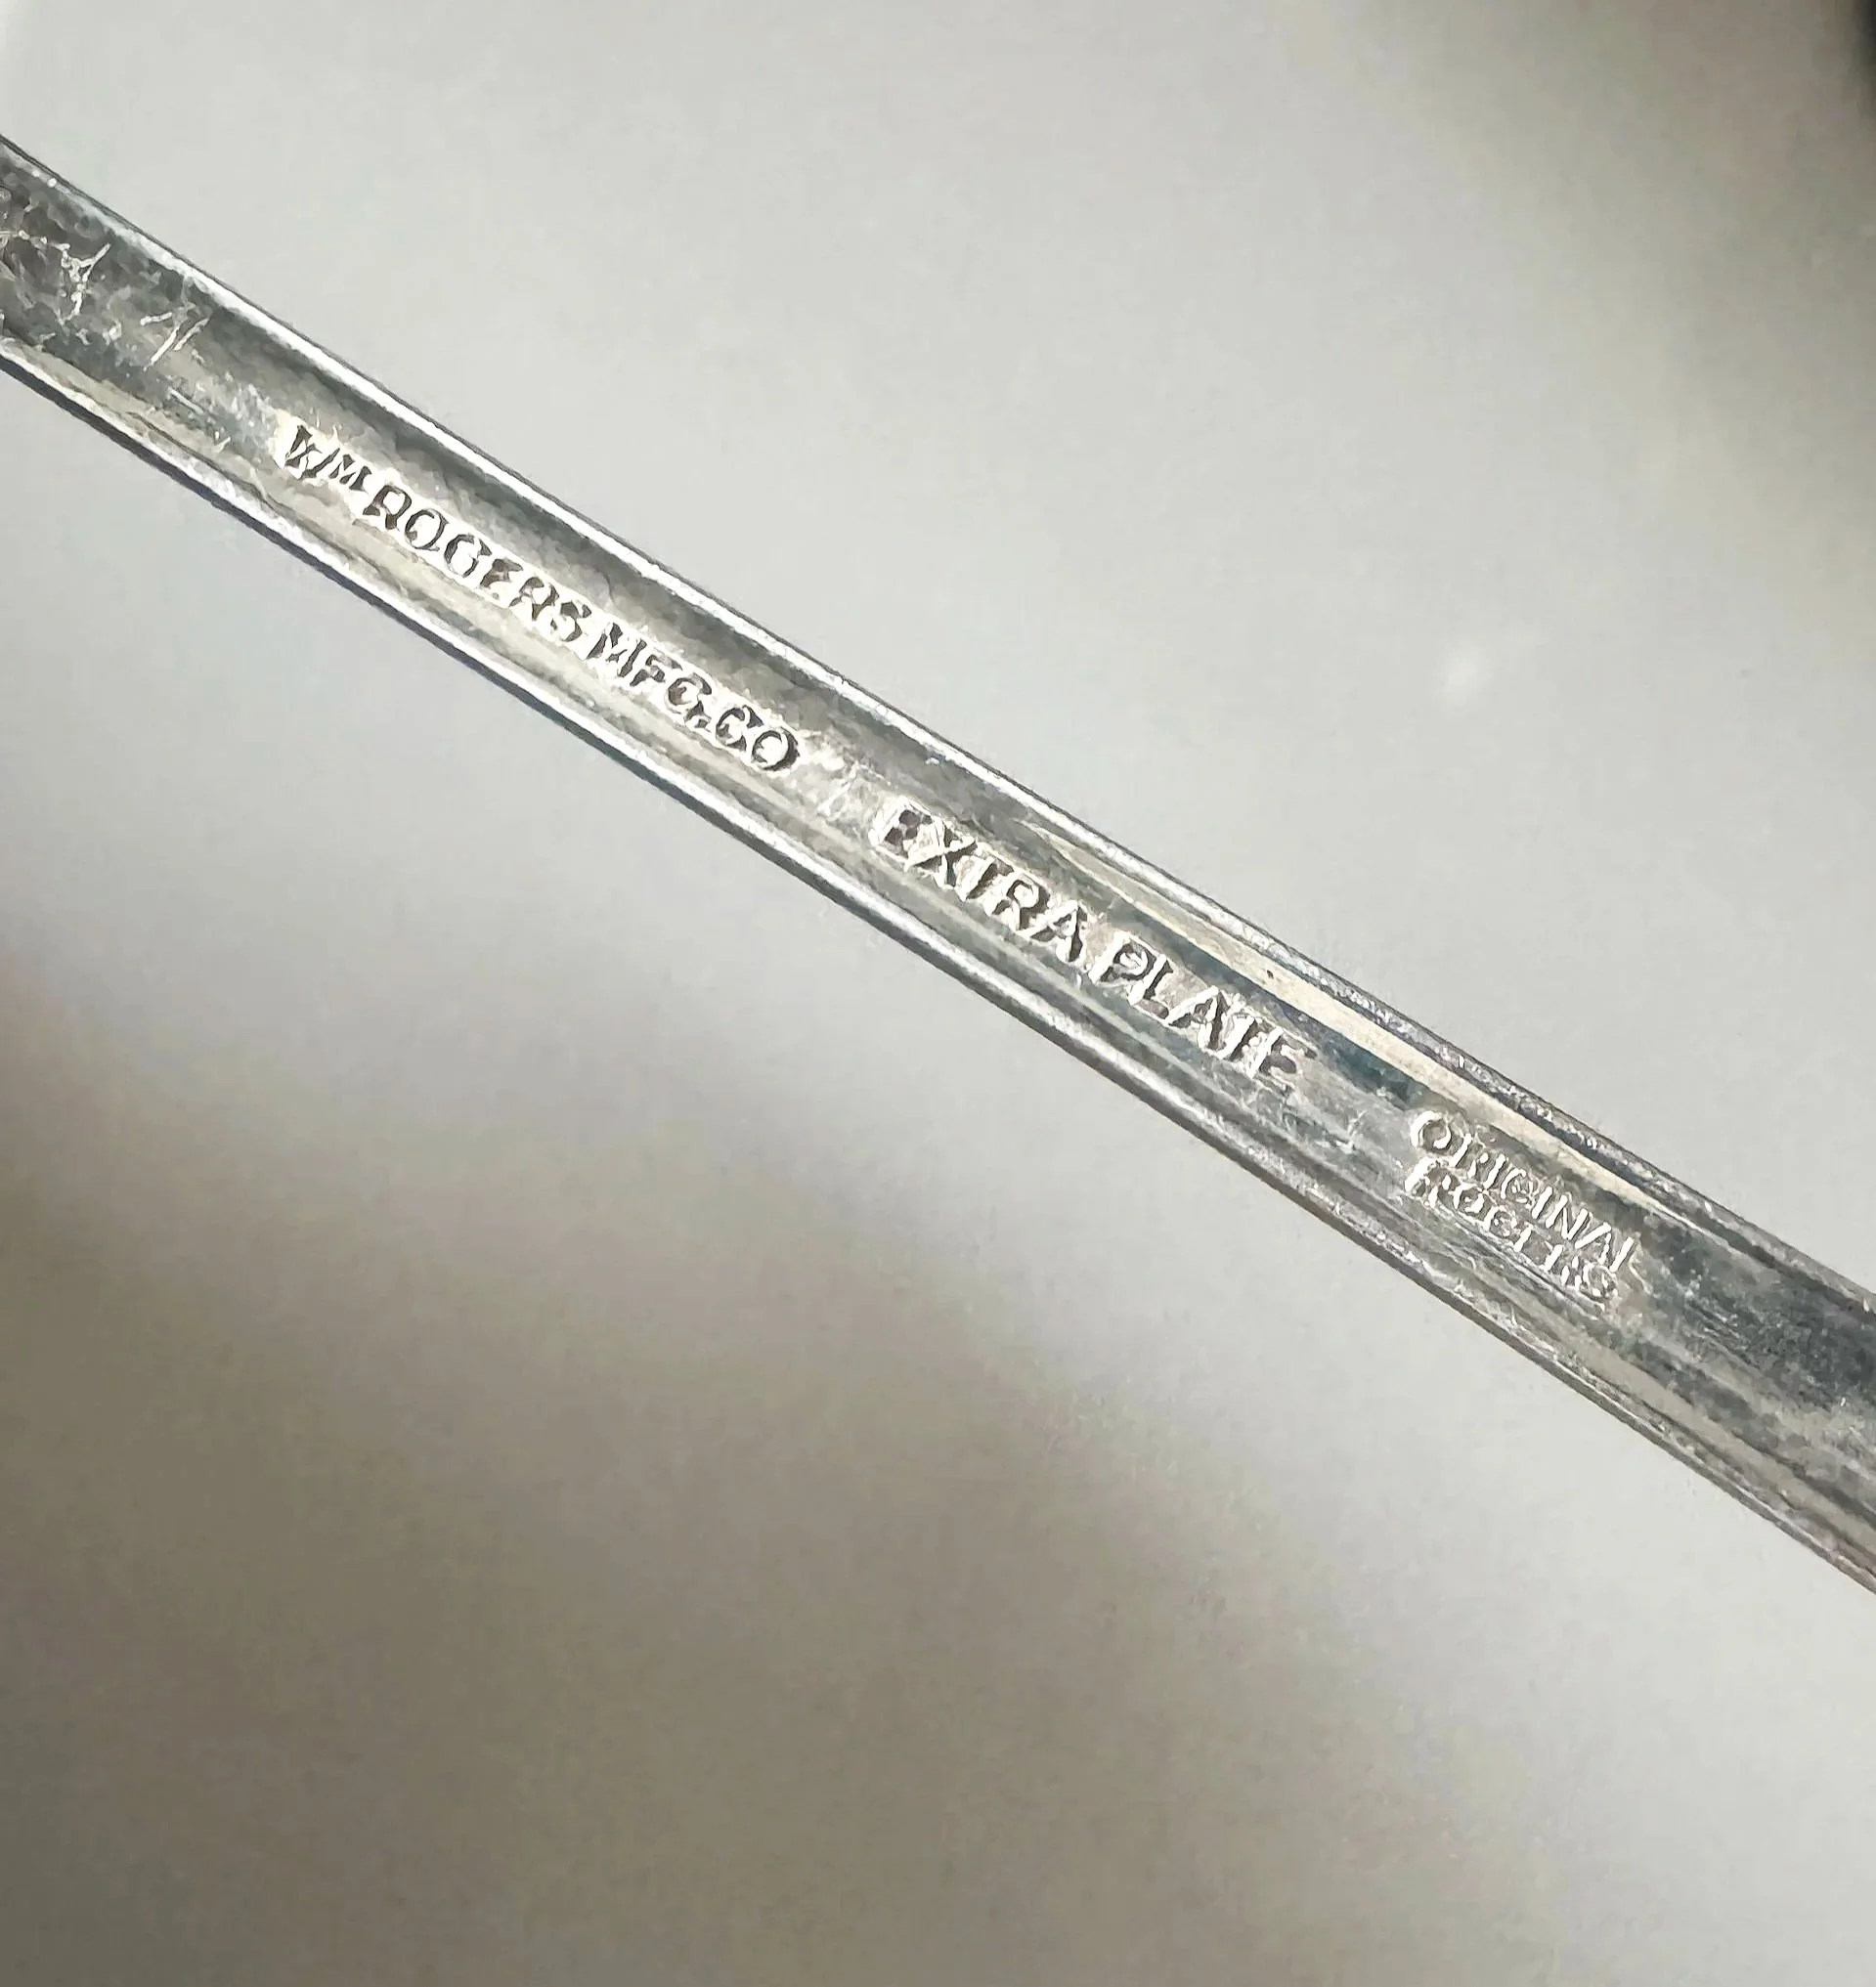 WM ROGERS MFG.CO EXTRA PLATE
ORIGINAL
ROGERS